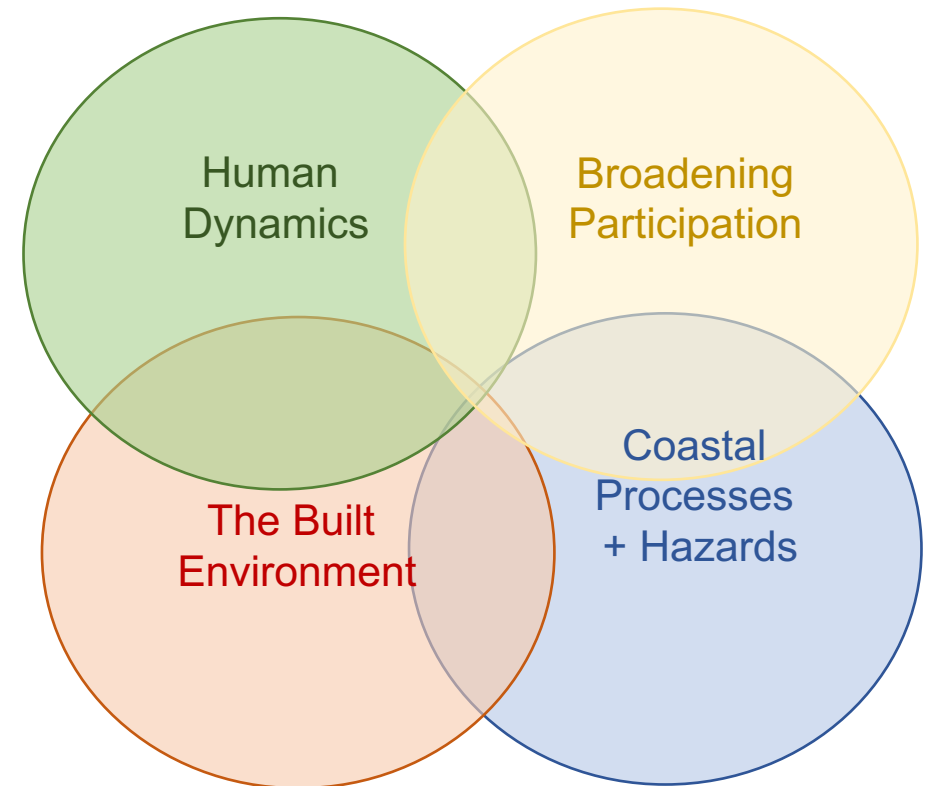 Human
Dynamics
Broadening
Participation
The Built
Environment
Coastal
Processes
+ Hazards